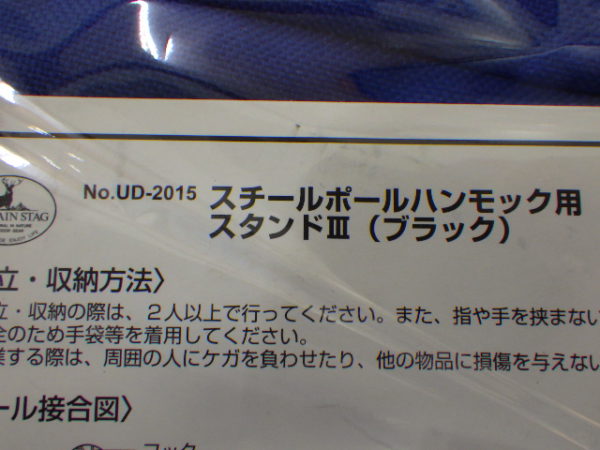 No.UD-2015 スチールポールハンモック用
スタンドⅢ（ブラック）
AIN STAG
立・収納方法〉
立・収納の際は、２人以上で行ってください。また、指や手を挟まない
全のため手袋等を着用してください。
業する際は、周囲の人にケガを負わせたり、他の物品に損傷を与えない
ール接合図〉
フック